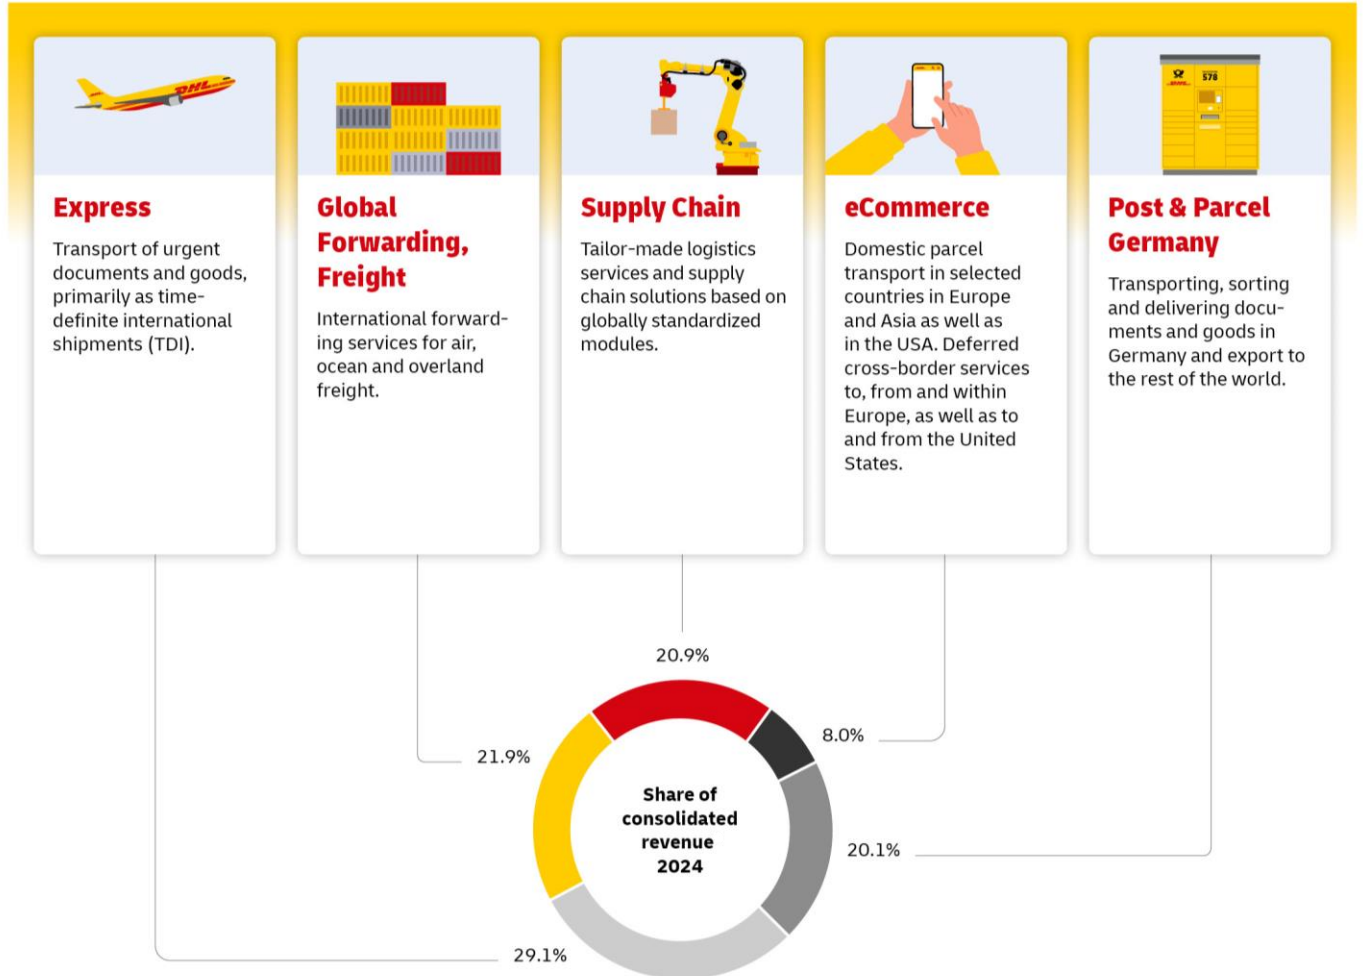 DHL
578
Express
Transport of urgent
documents and goods,
primarily as time-
definite international
shipments (TDI).
Global
Forwarding,
Freight
International forward-
ing services for air,
ocean and overland
freight.
Supply Chain
Tailor-made logistics
services and supply
chain solutions based on
globally standardized
modules.
eCommerce
Domestic parcel
transport in selected
countries in Europe
and Asia as well as
in the USA. Deferred
cross-border services
to, from and within
Europe, as well as to
and from the United
States.
Post & Parcel
Germany
Transporting, sorting
and delivering docu-
ments and goods in
Germany and export to
the rest of the world.
20.9%
8.0%
21.9%
Share of
consolidated
revenue
2024
20.1%
29.1%